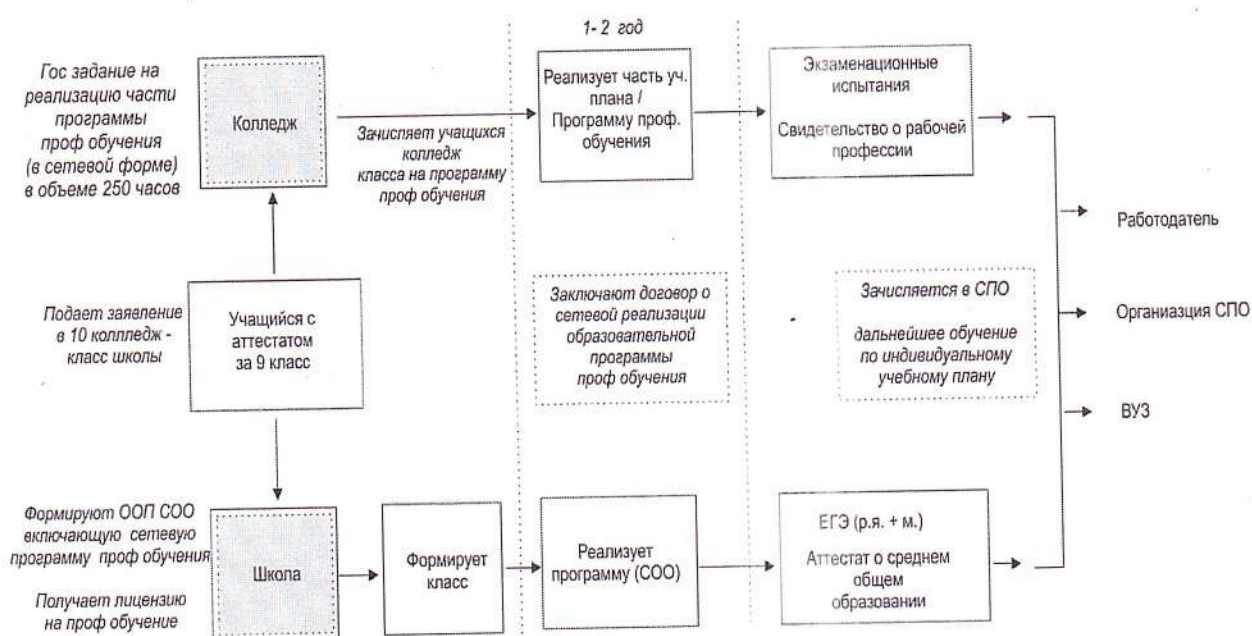 1- 2 год
Гос задание на
реализацию части
программы
проф обучения
(в сетевой форме)
в объеме 250 часов
Колледж
Зачисляет учащихся
колледж
класса на программу
проф обучения
Реализует часть уч.
плана /
Программу проф.
обучения
Экзаменационные
испытания
Свидетельство о рабочей
профессии
Подает заявление
в 10 коллледж -
класс школы
Учащийся с
аттестатом
за 9 класс
Заключают договор о
сетевой реализации
образовательной
программы
проф обучения
Зачисляется в СПО
дальнейшее обучение
по индивидуальному
учебному плану
Работодатель
Органиазция СПО
ВУЗ
Формируют ООП СОО
включающую сетевую
программу проф обучения
Получает лицензию
на проф обучение
Школа
Формирует
класс
Реализует
программу (СОО)
ЕГЭ (р.я. + м.)
Аттестат о среднем
общем
образовании